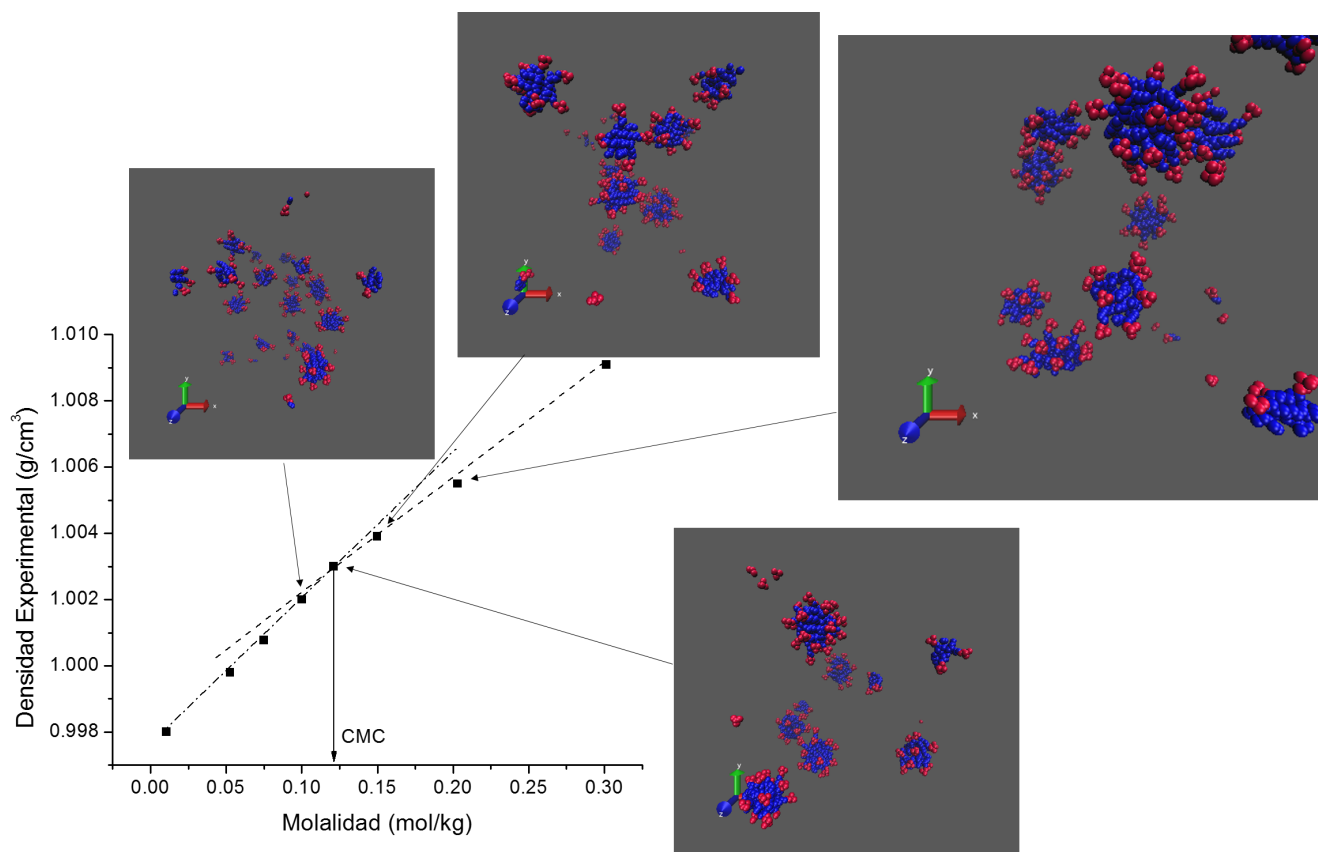 y
x
z
y
x
z
y
x
z
y
z
1.010
1.008
1.006
1.004
1.002
1.000
0.998
Densidad Experimental (g/cm³)
CMC
0.00 0.05 0.10 0.15 0.20 0.25 0.30
Molalidad (mol/kg)